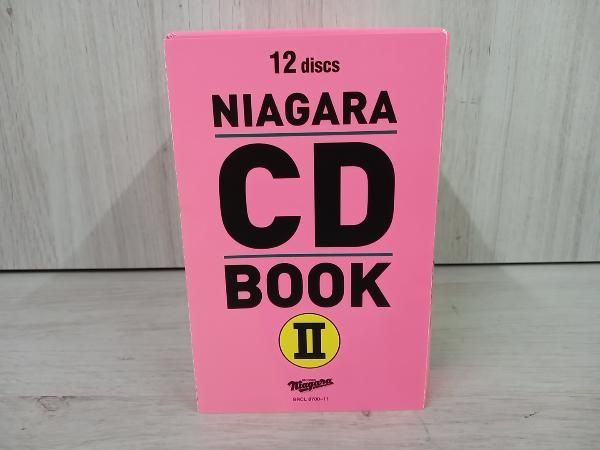 12 discs
NIAGARA
CD
BOOK
II
Niagara
SRCL 8700-11